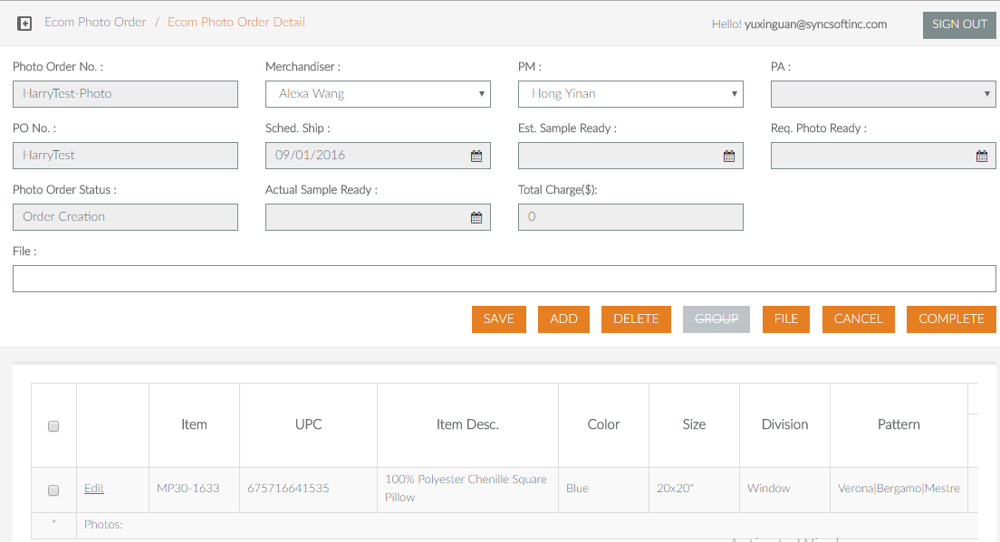 Ecom Photo Order / Ecom Photo Order Detail
Hello! yuxinguan@syncsoftinc.com SIGN OUT
Photo Order No. : Merchandiser : PM : PA :
HarryTest-Photo Alexa Wang Hong Yinan
PO No. : Sched. Ship : Est. Sample Ready : Req. Photo Ready :
HarryTest 09/01/2016
Photo Order Status : Actual Sample Ready : Total Charge($):
Order Creation 0
File :
SAVE ADD DELETE GROUP FILE CANCEL COMPLETE
Item UPC Item Desc. Color Size Division Pattern
Edit MP30-1633 675716641535 100% Polyester Chenille Square Pillow Blue 20x20" Window Verona|Bergamo|Mestre
* Photos: